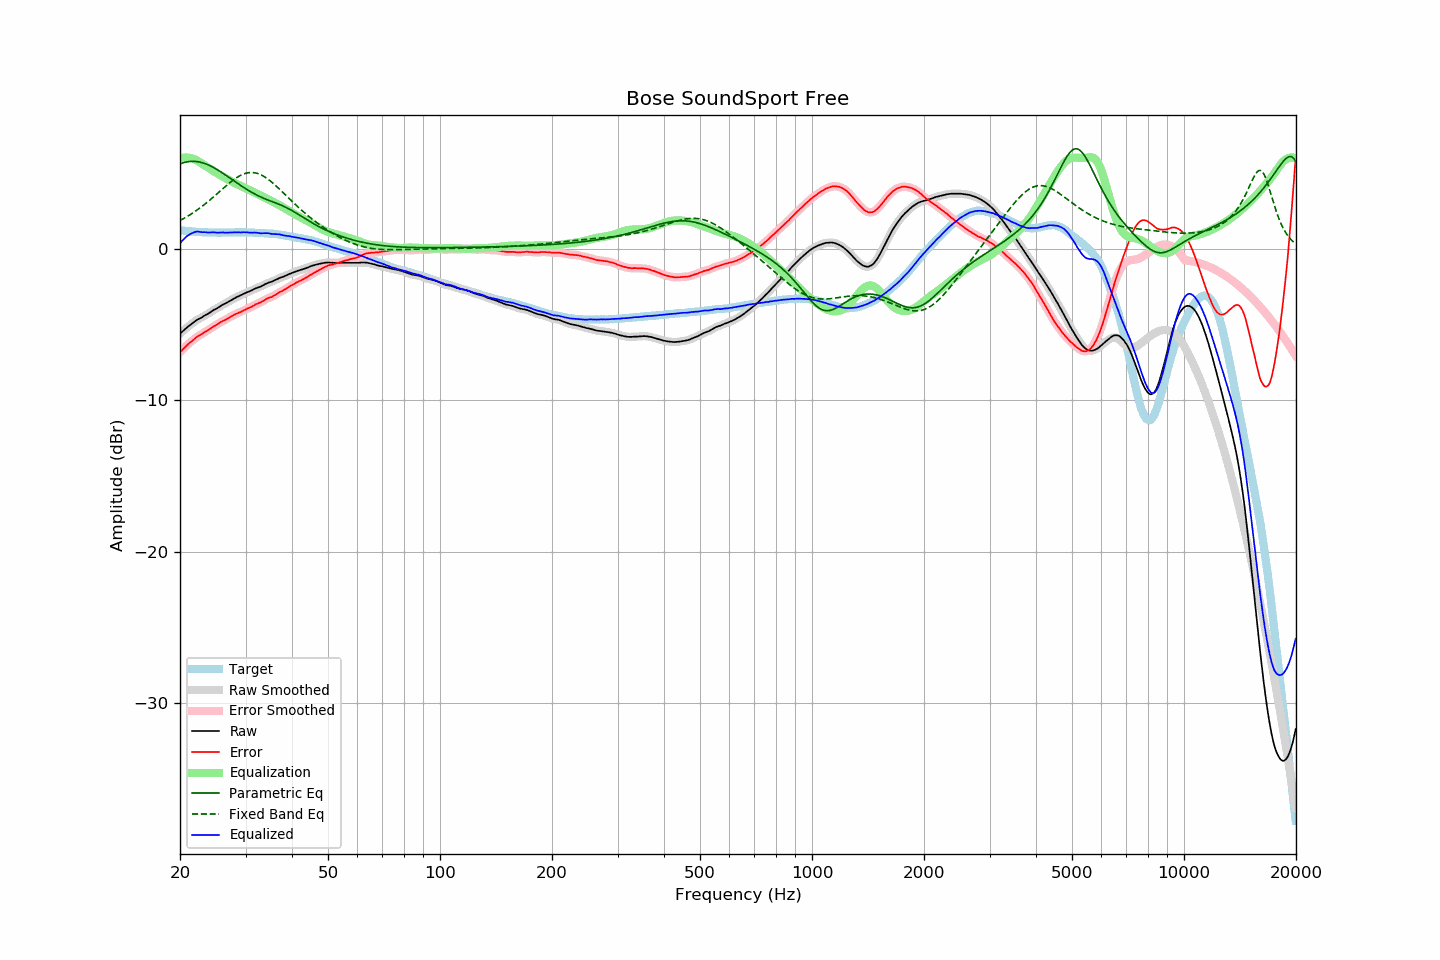 Bose SoundSport Free
Amplitude (dBr)
0
−10
−20
−30
Target
Raw Smoothed
Error Smoothed
Raw
Error
Equalization
Parametric Eq
Fixed Band Eq
Equalized
20 50 100 200 500 1000 2000 5000 10000 20000
Frequency (Hz)